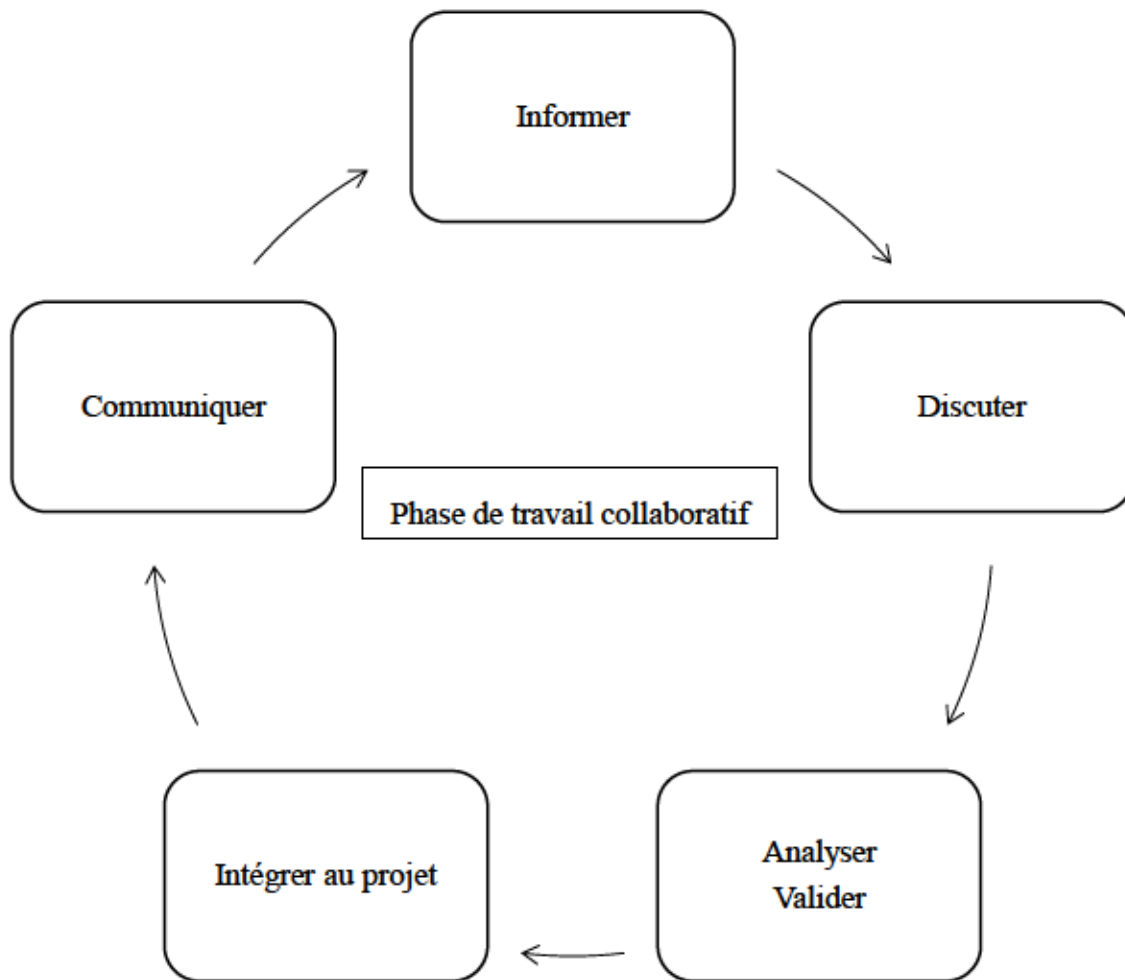 Informer
Communiquer
Discuter
Phase de travail collaboratif
Intégrer au projet
Analyser
Valider